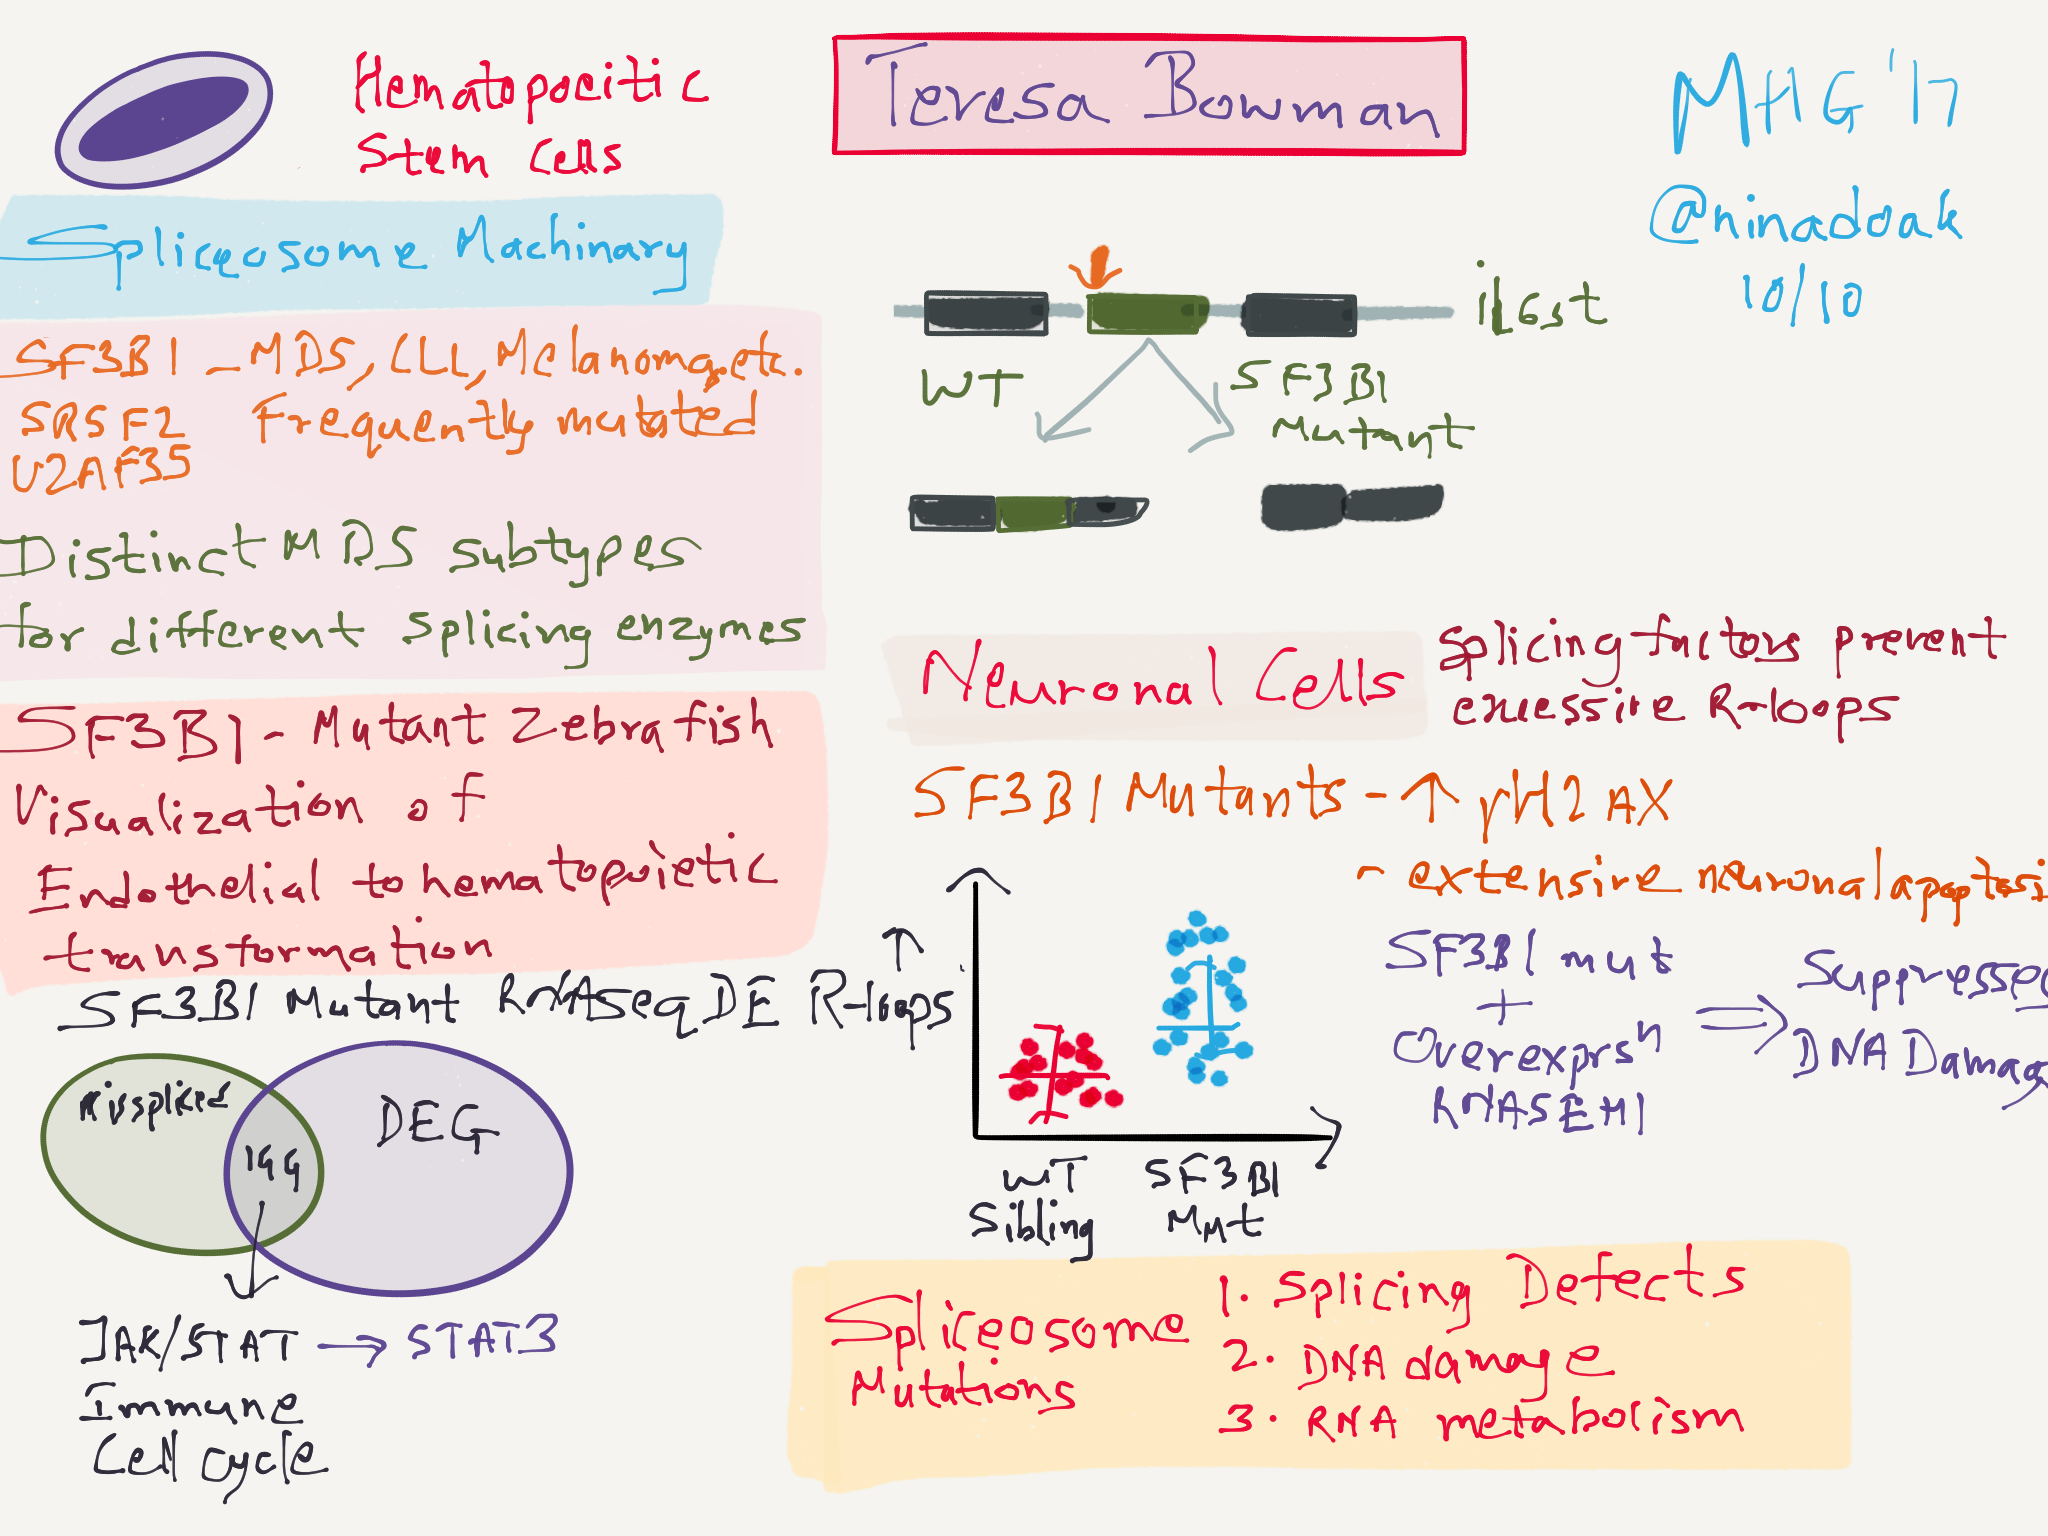 Hematopoeitic
Stem Cells
Teresa Bowman
MHG '17
@ninadoak
10/10
Spliceosome Machinary
SF3B1 - MDS, CLL, Melanoma, etc.
SRSF2 Frequently mutated
U2AF35
Distinct MDS subtypes
for different splicing enzymes
SF3B1 - Mutant Zebrafish
Visualization of
Endothelial to hematopoietic
transformation
SF3B1 Mutant RNASeq DE
misspliced
199
DEG
JAK/STAT → STAT3
Immune
Cell cycle
il6st
WT
SF3B1
Mutant
Neuronal Cells
Splicing factors prevent
excessive R-loops
SF3B1 Mutants - ↑ γH2AX
~ extensive neuronal apoptosi
↑
R-loops
WT
Sibling
SF3B1
Mut
SF3B1 mut
+
Overexprsⁿ
RNASEH1
⇒ Suppressed
DNA Damag
Spliceosome
Mutations
1. Splicing Defects
2. DNA damage
3. RNA metabolism